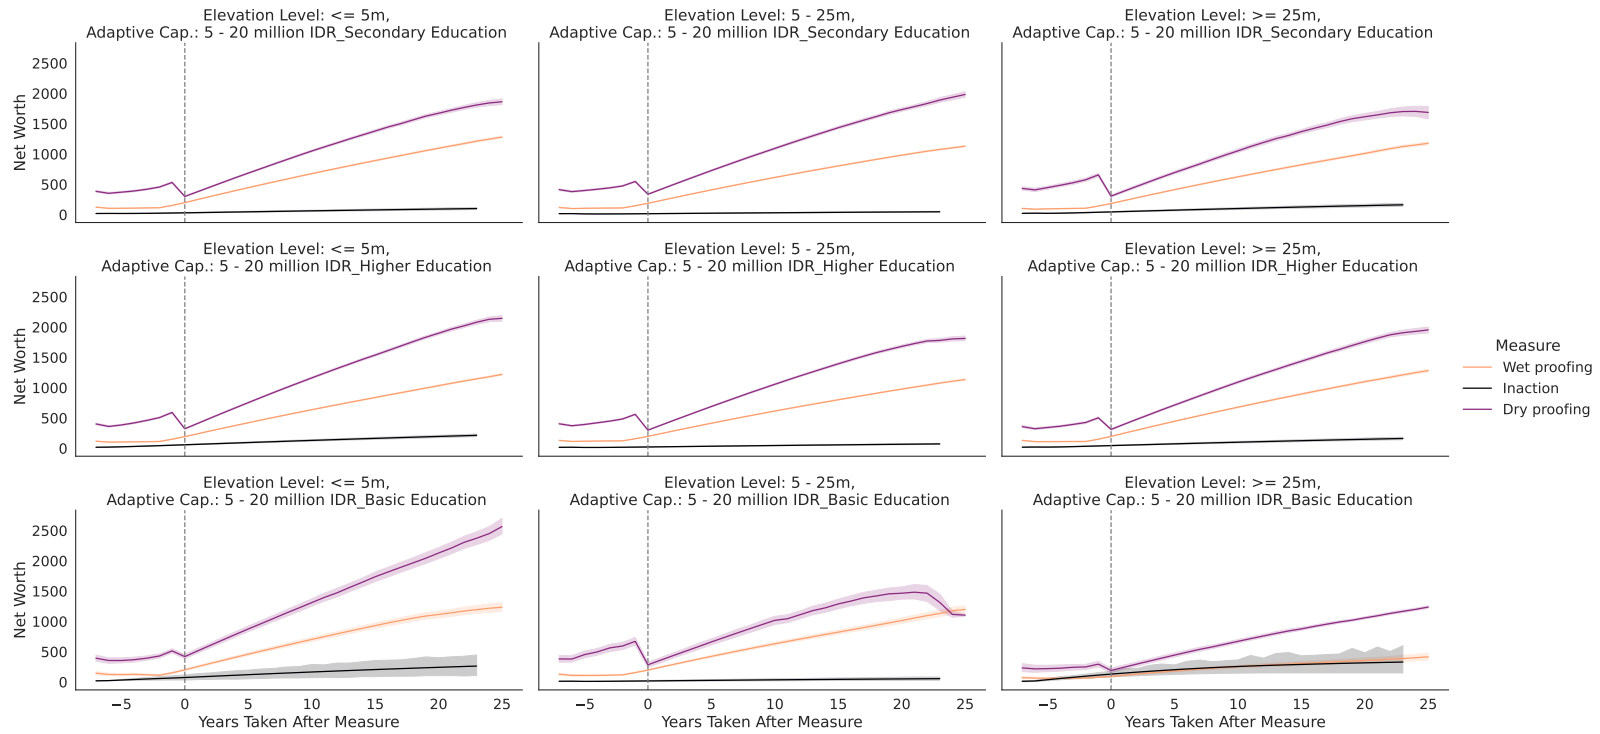 Elevation Level: <= 5m,
Adaptive Cap.: 5 - 20 million IDR_Secondary Education
Elevation Level: 5 - 25m,
Adaptive Cap.: 5 - 20 million IDR_Secondary Education
Elevation Level: >= 25m,
Adaptive Cap.: 5 - 20 million IDR_Secondary Education
Net Worth
2500
2000
1500
1000
500
0
Elevation Level: <= 5m,
Adaptive Cap.: 5 - 20 million IDR_Higher Education
Elevation Level: 5 - 25m,
Adaptive Cap.: 5 - 20 million IDR_Higher Education
Elevation Level: >= 25m,
Adaptive Cap.: 5 - 20 million IDR_Higher Education
Net Worth
2500
2000
1500
1000
500
0
Measure
Wet proofing
Inaction
Dry proofing
Elevation Level: <= 5m,
Adaptive Cap.: 5 - 20 million IDR_Basic Education
Elevation Level: 5 - 25m,
Adaptive Cap.: 5 - 20 million IDR_Basic Education
Elevation Level: >= 25m,
Adaptive Cap.: 5 - 20 million IDR_Basic Education
Net Worth
2500
2000
1500
1000
500
0
−5 0 5 10 15 20 25
Years Taken After Measure
−5 0 5 10 15 20 25
Years Taken After Measure
−5 0 5 10 15 20 25
Years Taken After Measure